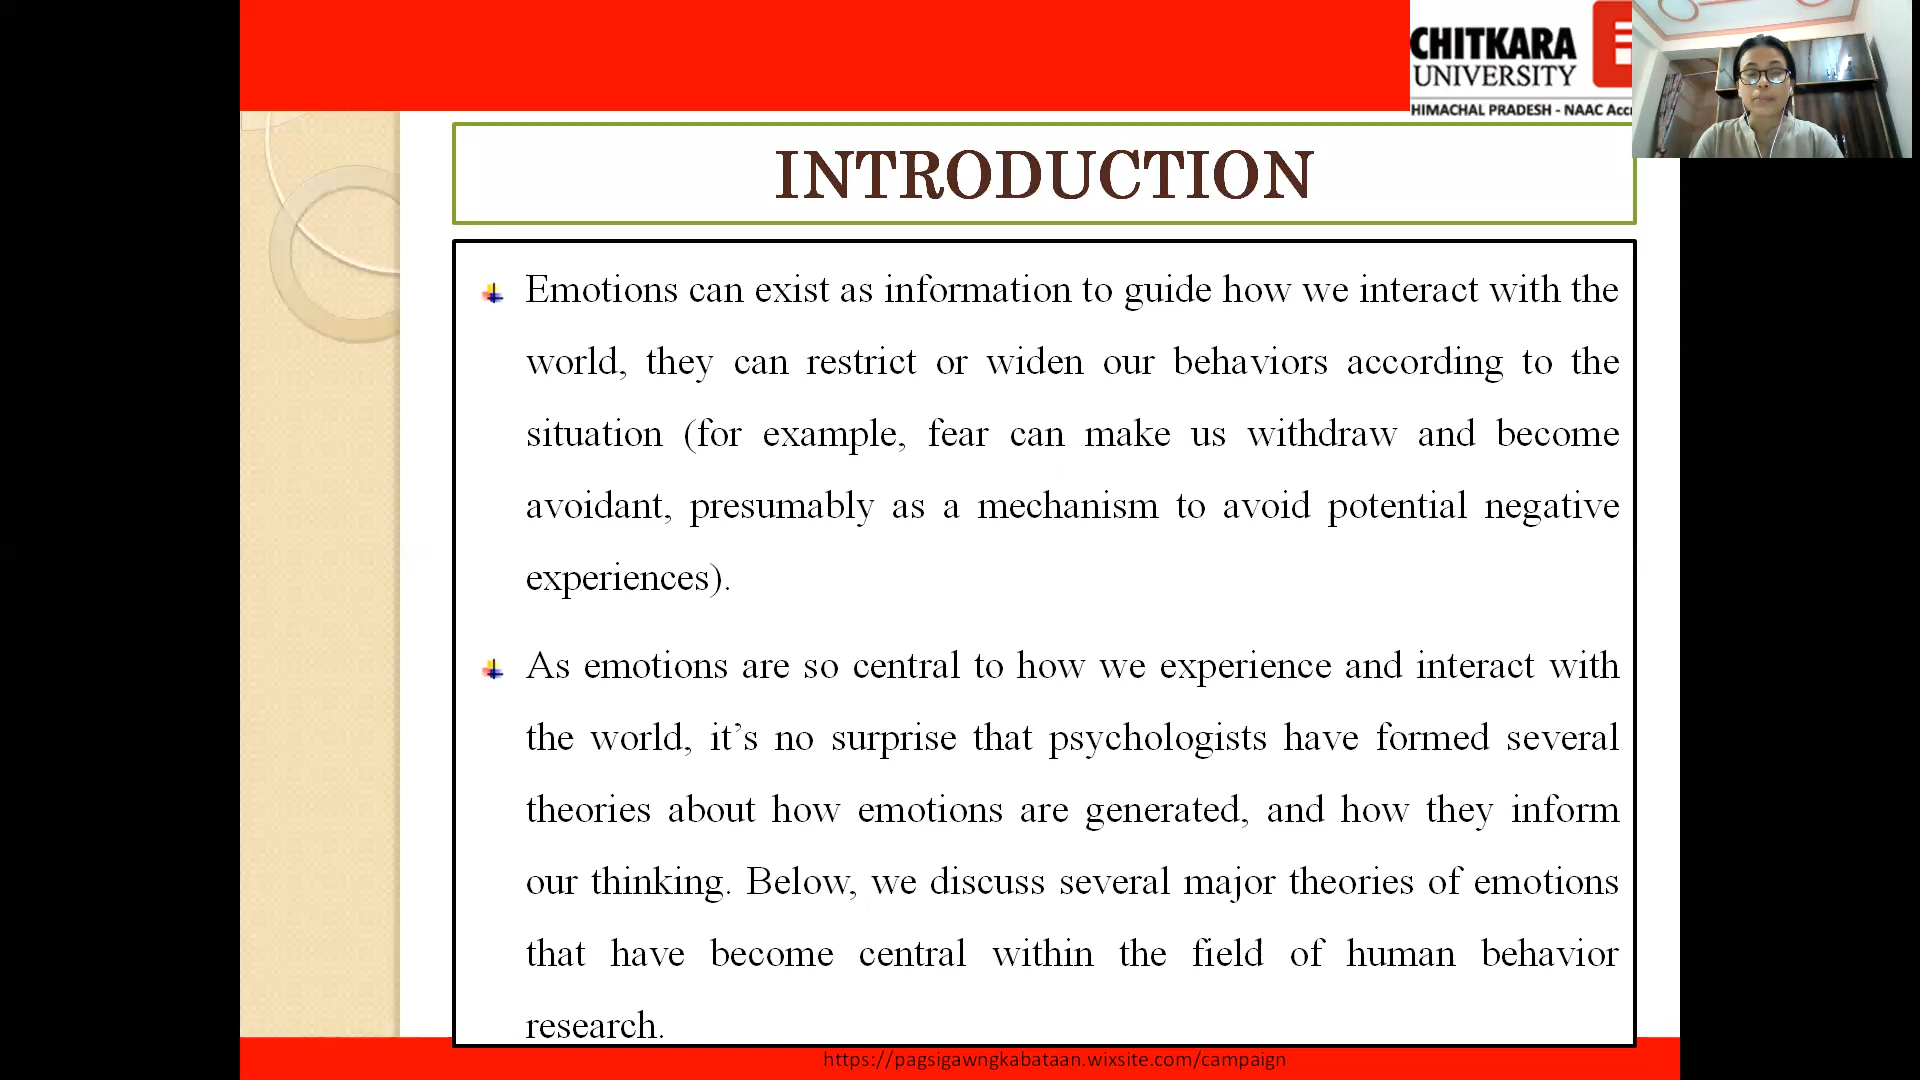 CHITKARA
UNIVERSITY
HIMACHAL PRADESH - NAAC
INTRODUCTION
Emotions can exist as information to guide how we interact with the
world, they can restrict or widen our behaviors according to the
situation (for example, fear can make us withdraw and become
avoidant, presumably as a mechanism to avoid potential negative
experiences).
As emotions are so central to how we experience and interact with
the world, it’s no surprise that psychologists have formed several
theories about how emotions are generated, and how they inform
our thinking. Below, we discuss several major theories of emotions
that have become central within the field of human behavior
research.
https://pagsigawngkabataan.wixsite.com/campaign